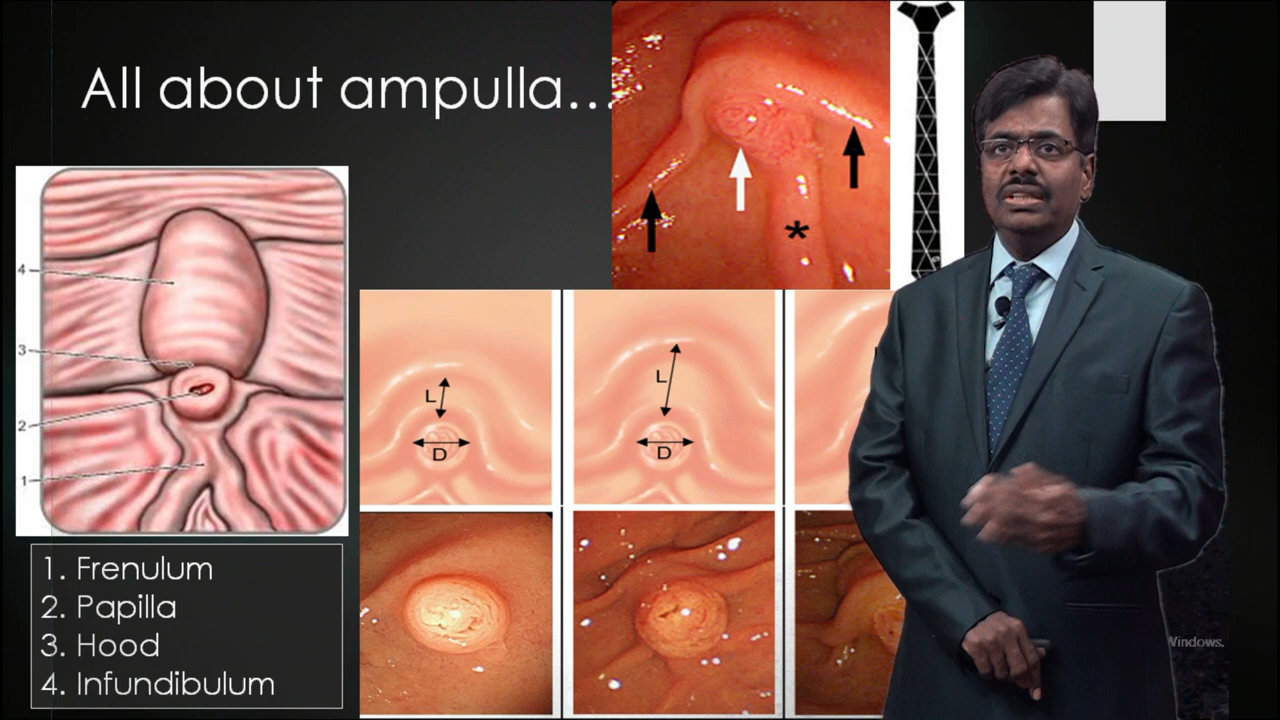 All about ampulla...
4
3
2
1
L
D
L
D
*
1. Frenulum
2. Papilla
3. Hood
4. Infundibulum
Windows.